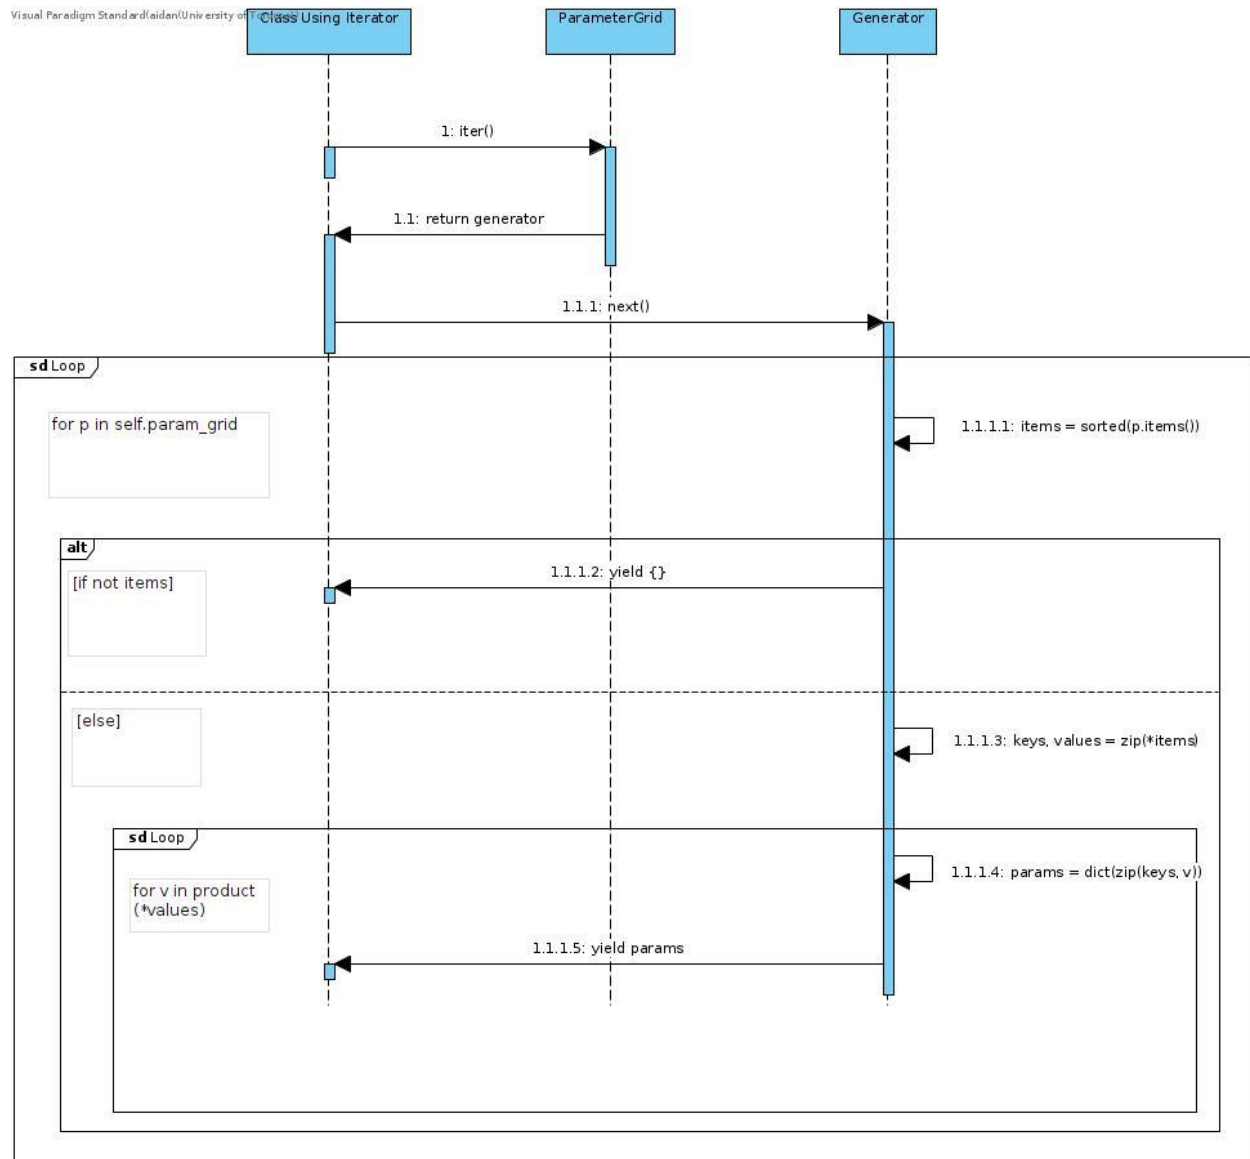 Visual Paradigm Standard(aidan(University of
Class Using Iterator
ParameterGrid
Generator
1: iter()
1.1: return generator
1.1.1: next()
sd Loop
for p in self.param_grid
1.1.1.1: items = sorted(p.items())
alt
[if not items]
1.1.1.2: yield {}
[else]
1.1.1.3: keys, values = zip(*items)
sd Loop
for v in product
(*values)
1.1.1.4: params = dict(zip(keys, v))
1.1.1.5: yield params